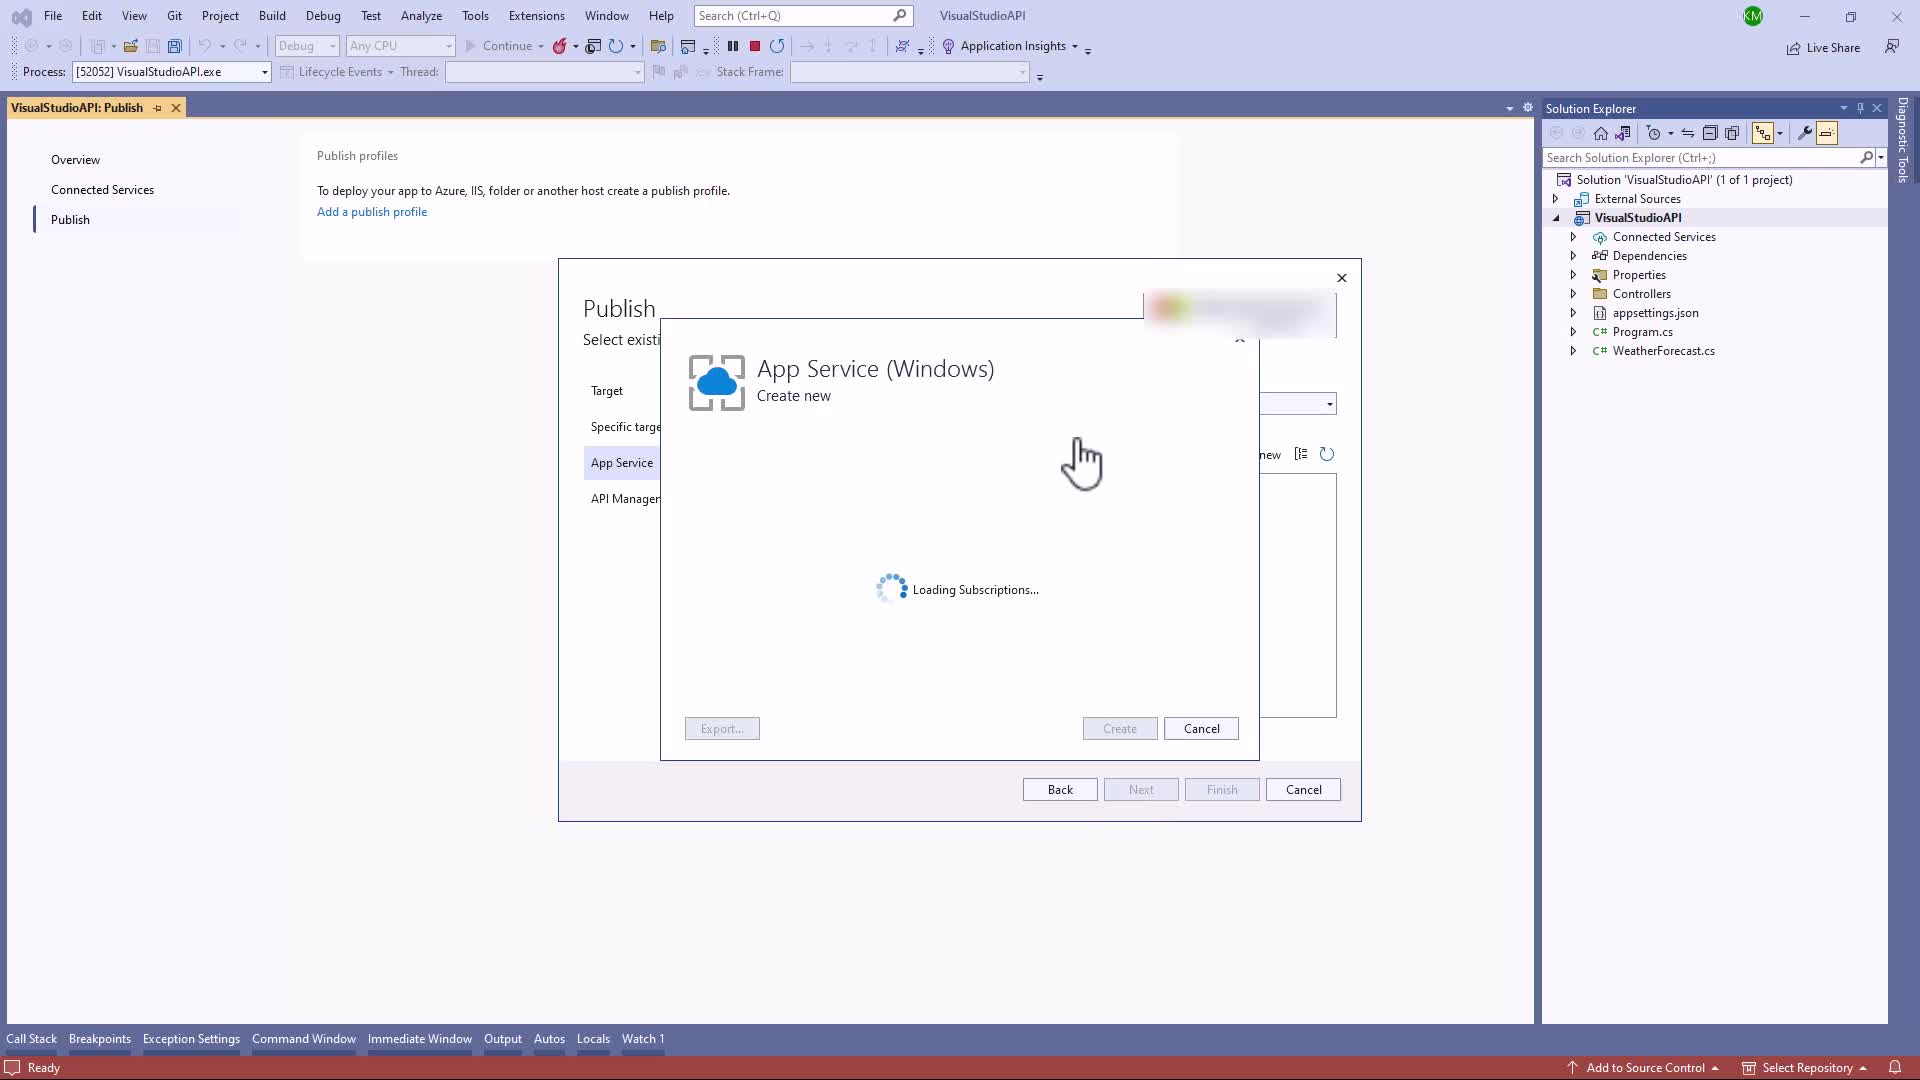 File Edit View Git Project Build Debug Test Analyze Tools Extensions Window Help Search (Ctrl+Q) VisualStudioAPI KM
Debug Any CPU Continue Application Insights Live Share
Process: [52052] VisualStudioAPI.exe Lifecycle Events Thread: Stack Frame:
VisualStudioAPI: Publish
Overview
Connected Services
Publish
Publish profiles
To deploy your app to Azure, IIS, folder or another host create a publish profile.
Add a publish profile
Publish
Select existi
Target
Specific targe
App Service
API Managem
new
App Service (Windows)
Create new
Loading Subscriptions...
Export... Create Cancel
Back Next Finish Cancel
Solution Explorer
Search Solution Explorer (Ctrl+;)
Solution 'VisualStudioAPI' (1 of 1 project)
External Sources
VisualStudioAPI
Connected Services
Dependencies
Properties
Controllers
appsettings.json
C# Program.cs
C# WeatherForecast.cs
Diagnostic Tools
Call Stack Breakpoints Exception Settings Command Window Immediate Window Output Autos Locals Watch 1
Ready Add to Source Control Select Repository